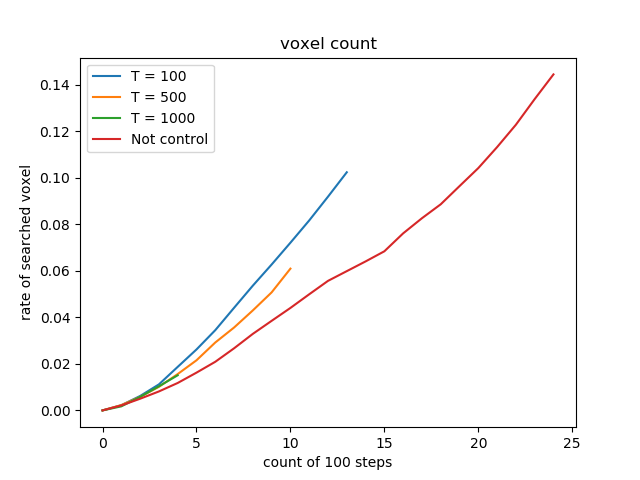 voxel count
T = 100
T = 500
T = 1000
Not control
rate of searched voxel
0.14
0.12
0.10
0.08
0.06
0.04
0.02
0.00
0 5 10 15 20 25
count of 100 steps